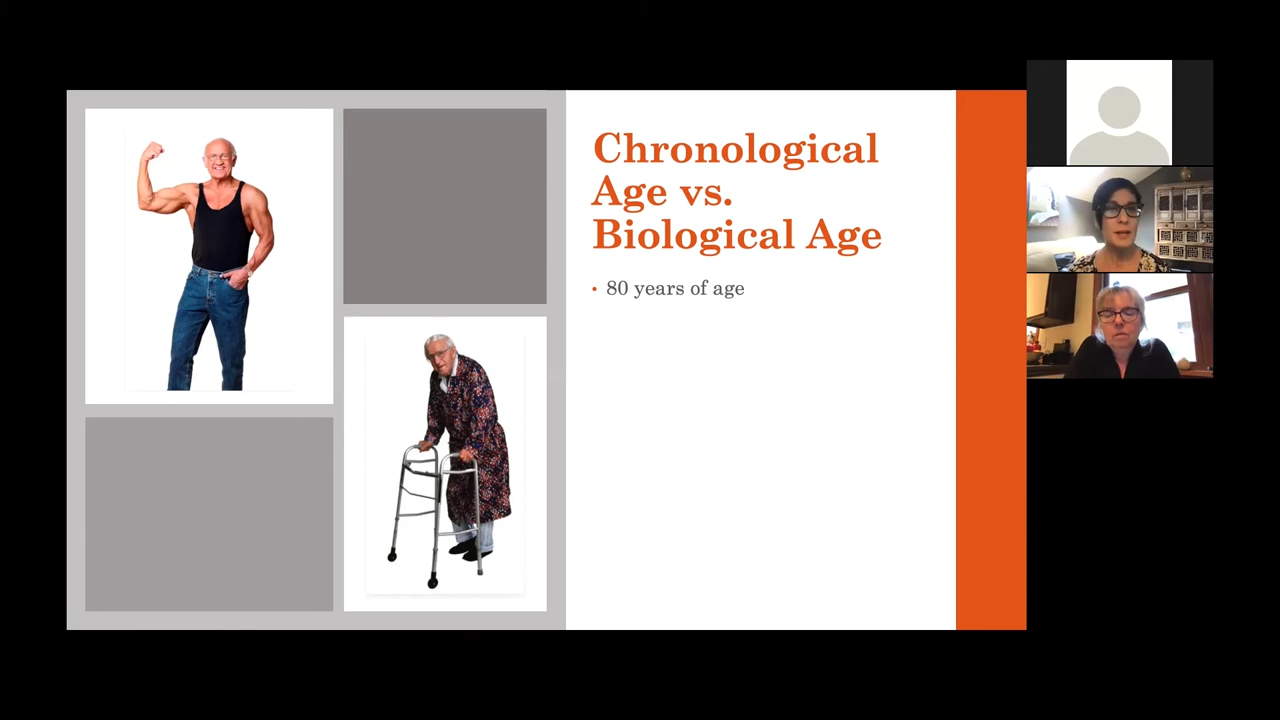 Chronological
Age vs.
Biological Age
• 80 years of age